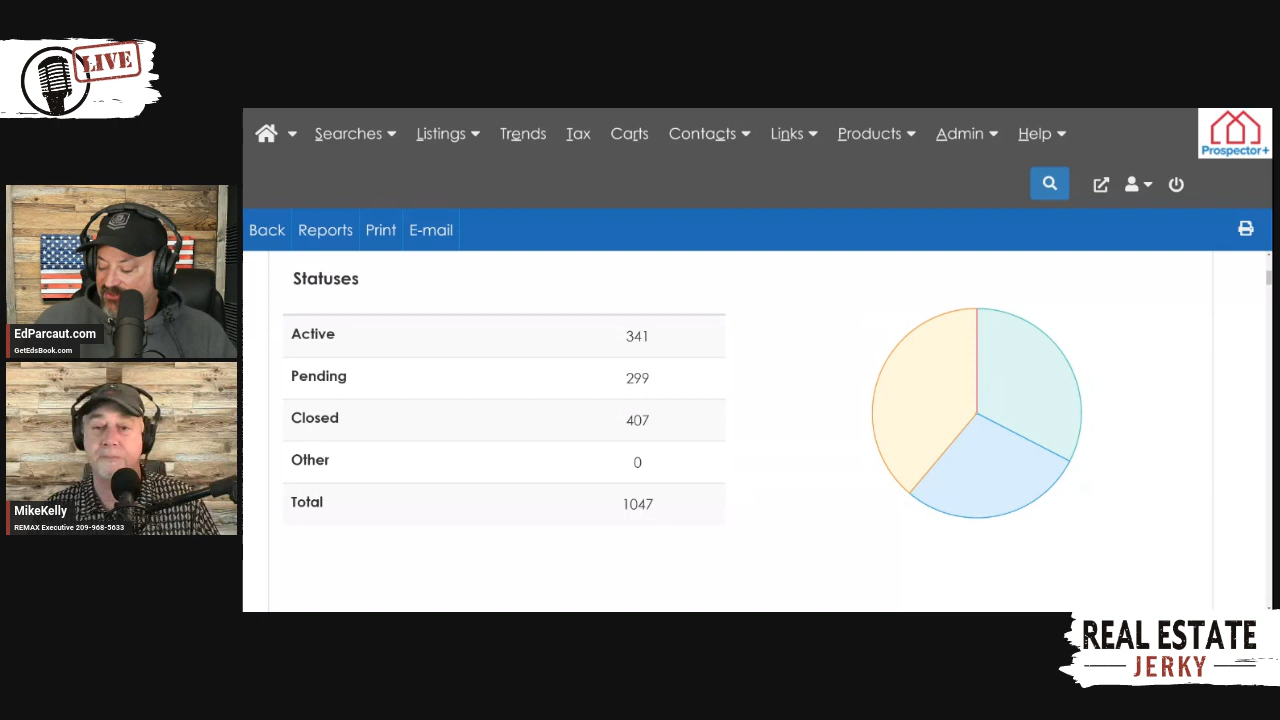 LIVE
Searches Listings Trends Tax Carts Contacts Links Products Admin Help
Prospector+
Back Reports Print E-mail
Statuses
Active 341
Pending 299
Closed 407
Other 0
Total 1047
EdParcaut.com
GetEdsBook.com
MikeKelly
REMAX Executive 209-968-5633
REAL ESTATE
JERKY